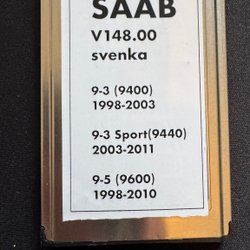 SAAB
V148.00
svenka
9-3 (9400)
1998-2003
9-3 Sport(9440)
2003-2011
9-5 (9600)
1998-2010